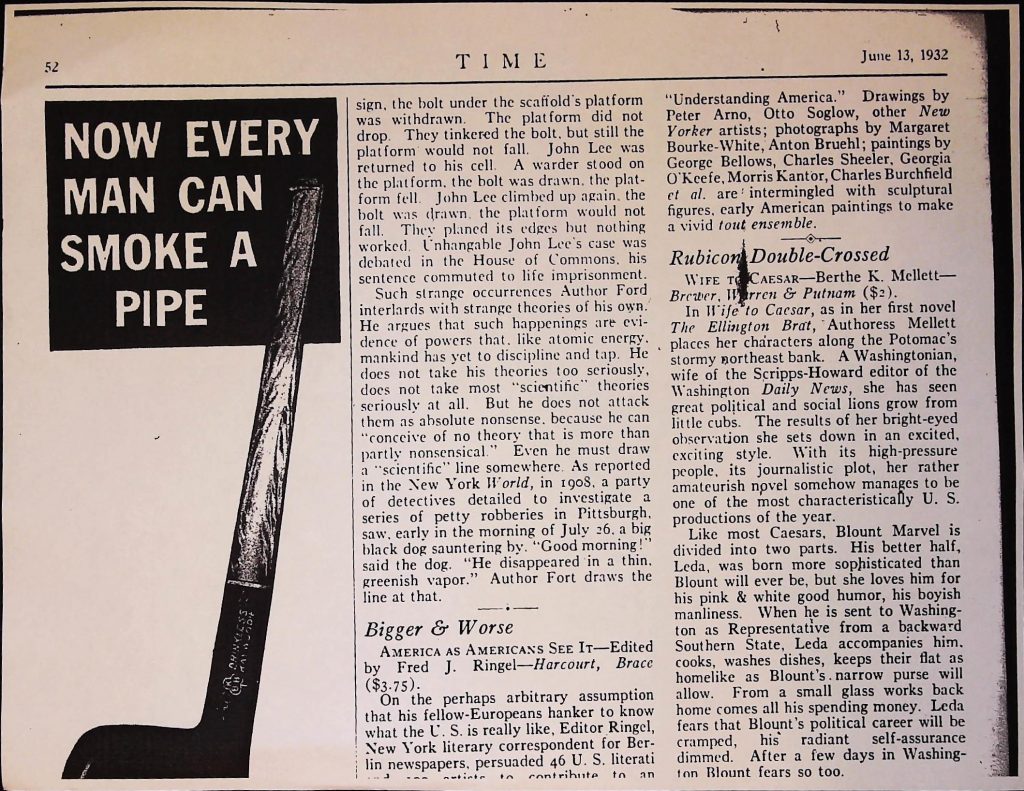 52
TIME
June 13, 1932
NOW EVERY
MAN CAN
SMOKE A
PIPE
DRINKLESS
KAYWOODIE
sign, the bolt under the scaffold's platform
was withdrawn. The platform did not
drop. They tinkered the bolt, but still the
platform would not fall. John Lee was
returned to his cell. A warder stood on
the platform, the bolt was drawn, the plat-
form fell. John Lee climbed up again, the
bolt was drawn, the platform would not
fall. They planed its edges but nothing
worked. Unhangable John Lee's case was
debated in the House of Commons, his
sentence commuted to life imprisonment.
Such strange occurrences Author Ford
interlards with strange theories of his own.
He argues that such happenings are evi-
dence of powers that, like atomic energy,
mankind has yet to discipline and tap. He
does not take his theories too seriously,
does not take most "scientific" theories
seriously at all. But he does not attack
them as absolute nonsense, because he can
"conceive of no theory that is more than
partly nonsensical." Even he must draw
a "scientific" line somewhere. As reported
in the New York World, in 1908, a party
of detectives detailed to investigate a
series of petty robberies in Pittsburgh,
saw, early in the morning of July 26, a big
black dog sauntering by. "Good morning!"
said the dog. "He disappeared in a thin,
greenish vapor." Author Fort draws the
line at that.
Bigger & Worse
AMERICA AS AMERICANS SEE IT—Edited
by Fred J. Ringel—Harcourt, Brace
($3.75).
On the perhaps arbitrary assumption
that his fellow-Europeans hanker to know
what the U. S. is really like, Editor Ringel,
New York literary correspondent for Ber-
lin newspapers, persuaded 46 U. S. literati
artists to contribute to an
"Understanding America." Drawings by
Peter Arno, Otto Soglow, other New
Yorker artists; photographs by Margaret
Bourke-White, Anton Bruehl; paintings by
George Bellows, Charles Sheeler, Georgia
O'Keefe, Morris Kantor, Charles Burchfield
et al. are intermingled with sculptural
figures, early American paintings to make
a vivid tout ensemble.
Rubicon Double-Crossed
WIFE TO CAESAR—Berthe K. Mellett—
Brewer, Warren & Putnam ($2).
In Wife to Caesar, as in her first novel
The Ellington Brat, Authoress Mellett
places her characters along the Potomac's
stormy northeast bank. A Washingtonian,
wife of the Scripps-Howard editor of the
Washington Daily News, she has seen
great political and social lions grow from
little cubs. The results of her bright-eyed
observation she sets down in an excited,
exciting style. With its high-pressure
people, its journalistic plot, her rather
amateurish novel somehow manages to be
one of the most characteristically U. S.
productions of the year.
Like most Caesars, Blount Marvel is
divided into two parts. His better half,
Leda, was born more sophisticated than
Blount will ever be, but she loves him for
his pink & white good humor, his boyish
manliness. When he is sent to Washing-
ton as Representative from a backward
Southern State, Leda accompanies him,
cooks, washes dishes, keeps their flat as
homelike as Blount's narrow purse will
allow. From a small glass works back
home comes all his spending money. Leda
fears that Blount's political career will be
cramped, his radiant self-assurance
dimmed. After a few days in Washing-
ton Blount fears so too.